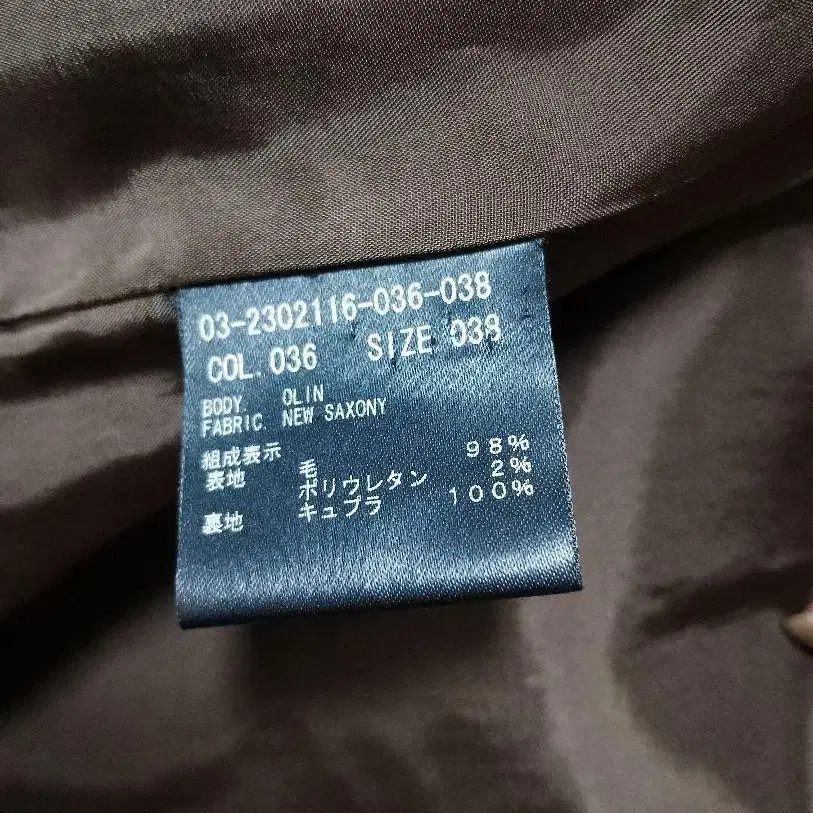 03-2302116-036-038
COL.036 SIZE 038
BODY OLIN
FABRIC NEW SAXONY
組成表示
表地 毛 98%
ポリウレタン 2%
裏地 キュプラ 100%